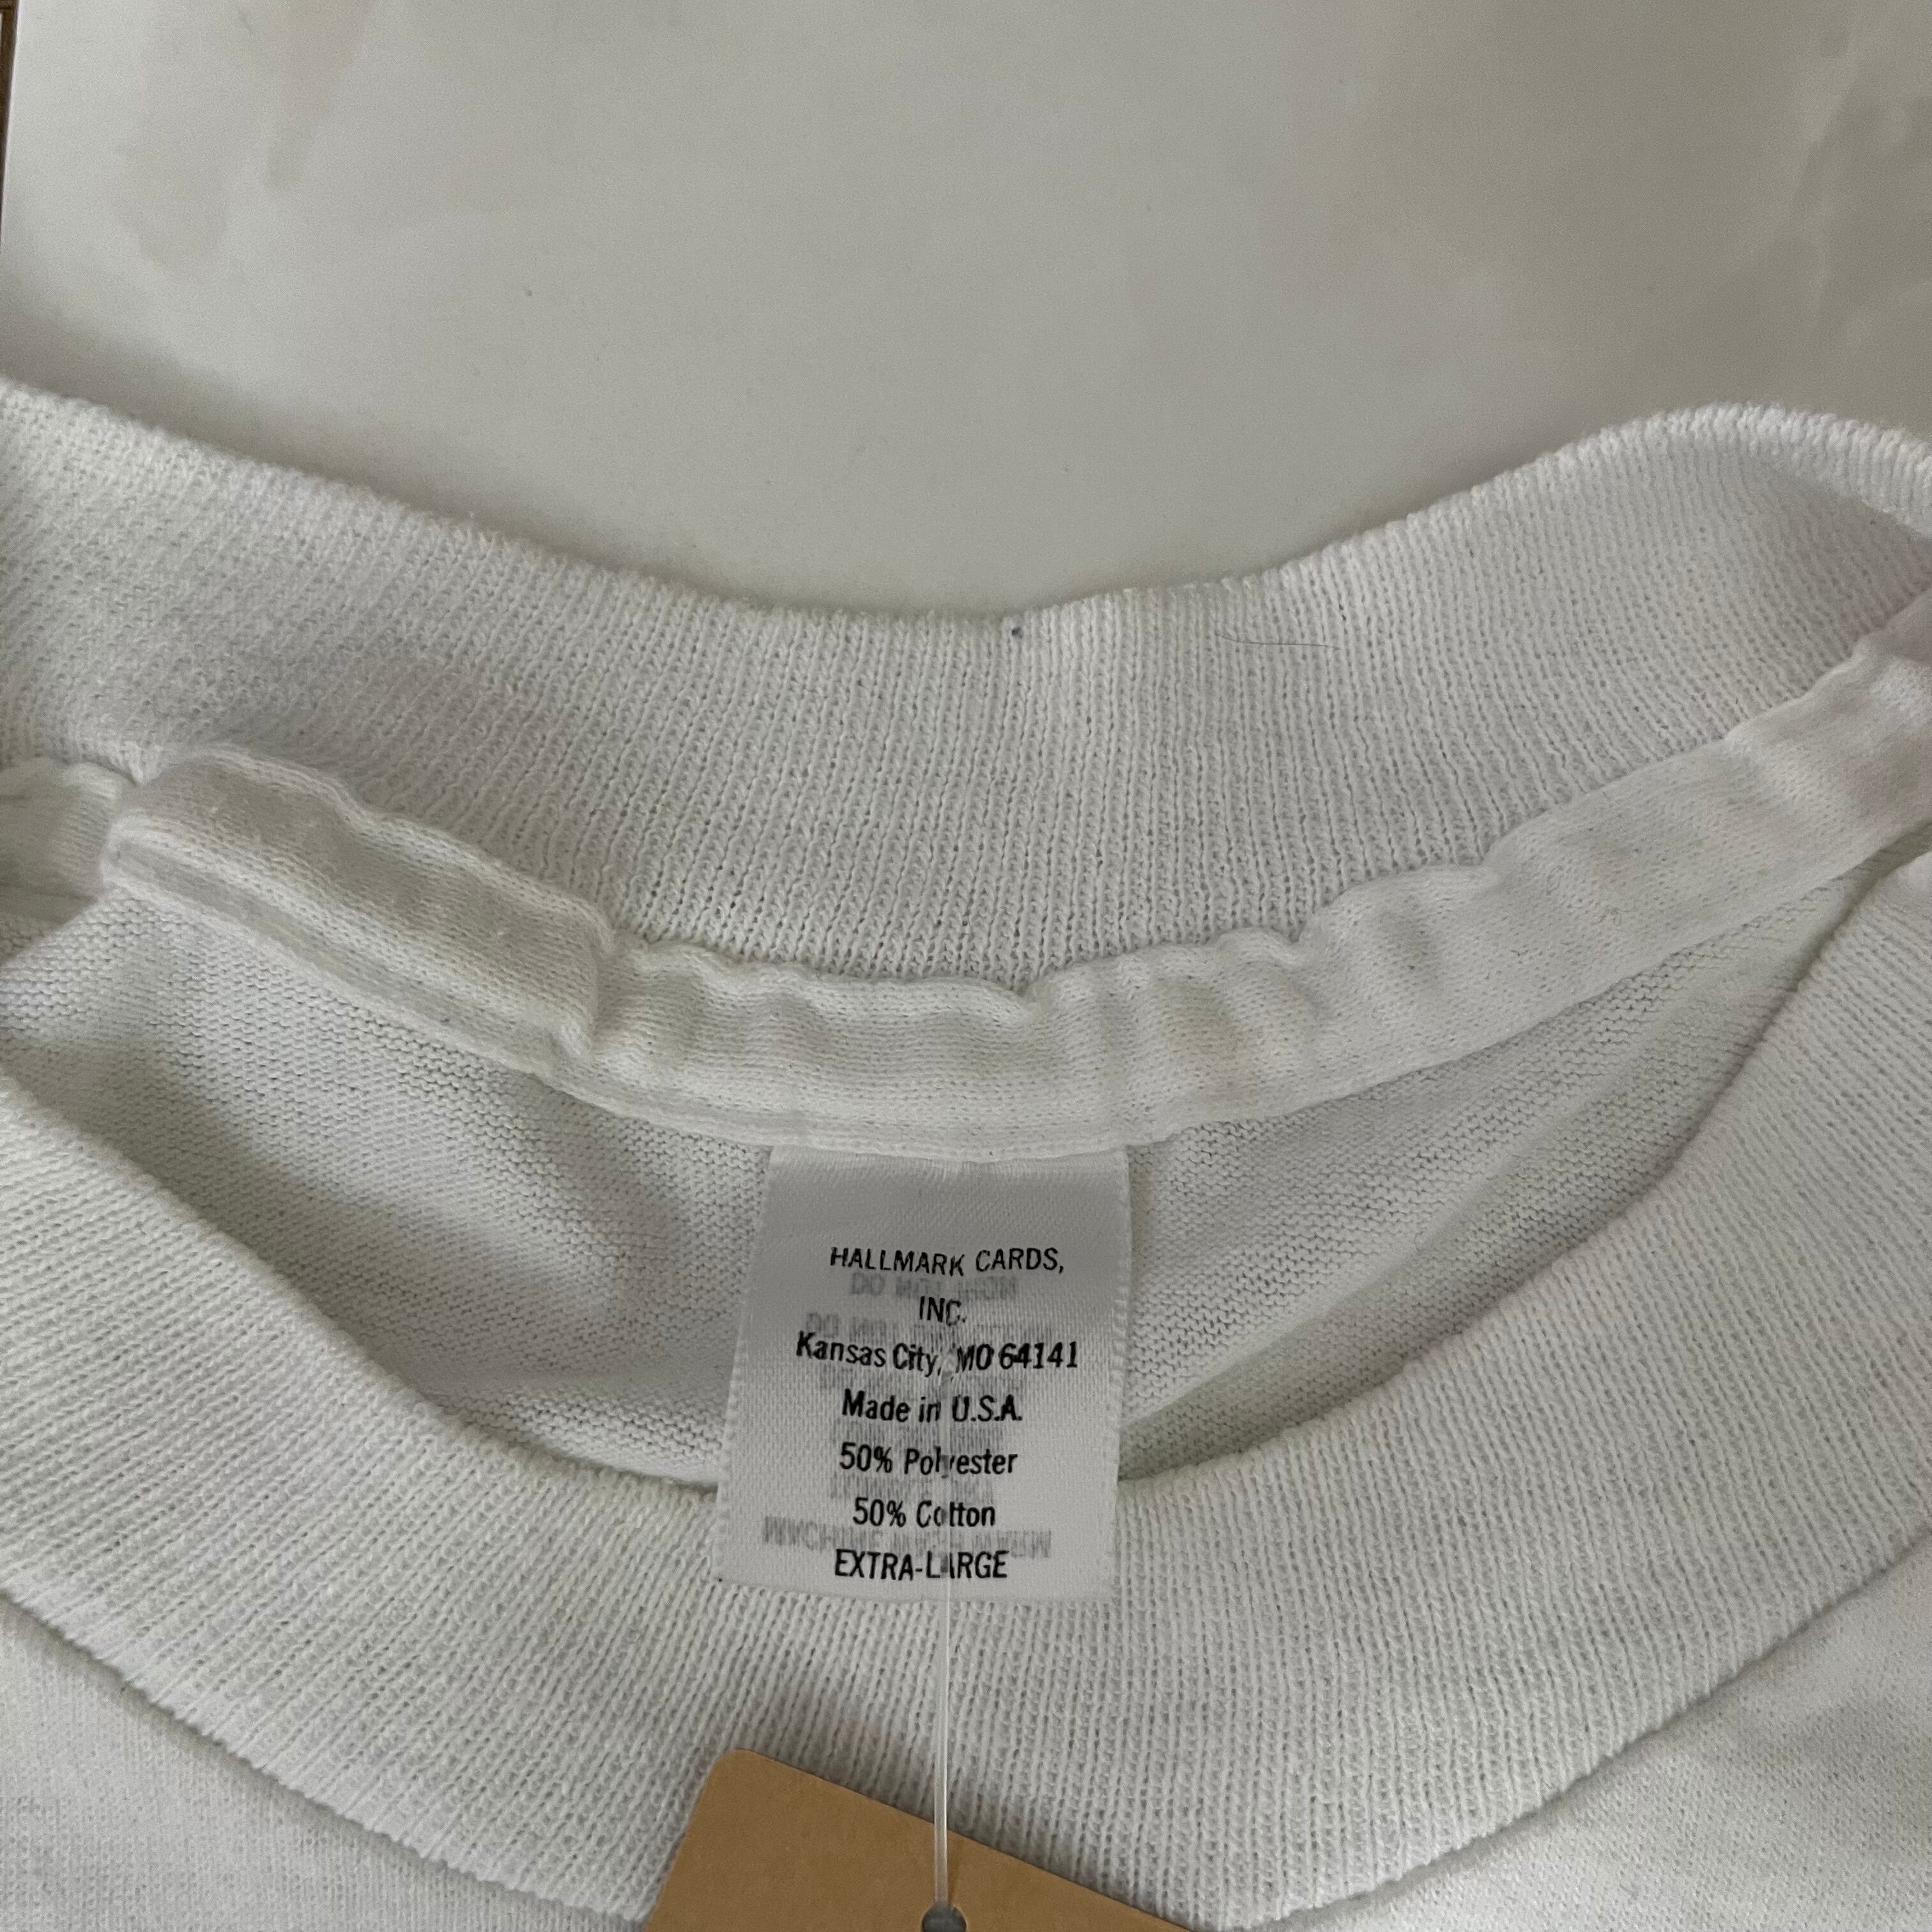 HALLMARK CARDS,
INC.
Kansas City, MO 64141
Made in U.S.A.
50% Polyester
50% Cotton
EXTRA-LARGE